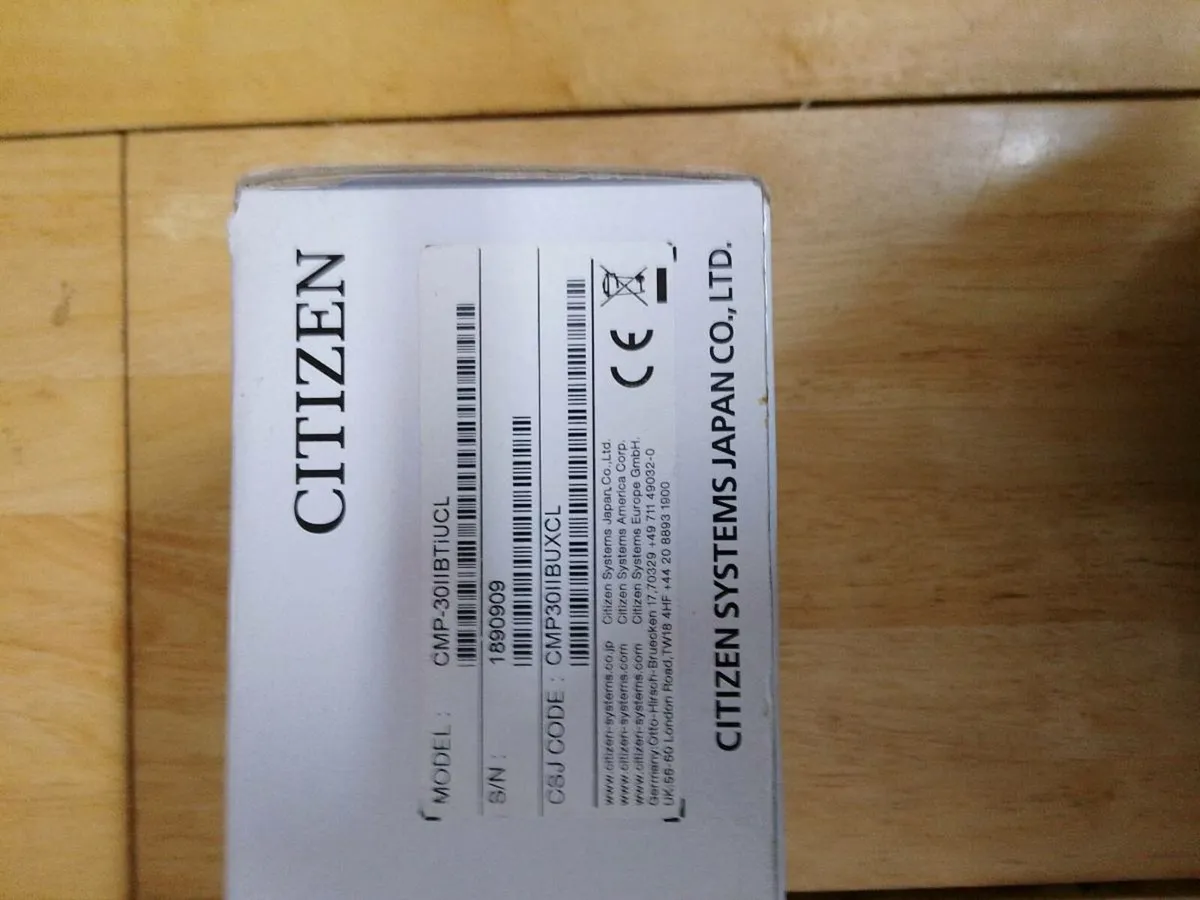 CITIZEN
MODEL : CMP-30IIBTiUCL
S/N : 1890909
CSJ CODE : CMP30IIBUXCL
www.citizen-systems.co.jp Citizen Systems Japan Co.,Ltd.
www.citizen-systems.com Citizen Systems America Corp.
www.citizen-systems.com Citizen Systems Europe GmbH.
Germany:Otto-Hirsch-Bruecken 17,70329 +49 711 49032-0
UK:56-60 London Road,TW18 4HF +44 20 8893 1900
CE
CITIZEN SYSTEMS JAPAN CO., LTD.